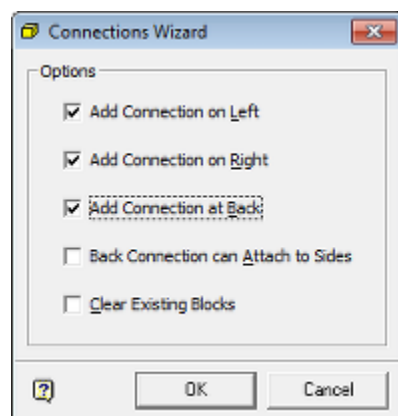 Connections Wizard
Options
Add Connection on Left
Add Connection on Right
Add Connection at Back
Back Connection can Attach to Sides
Clear Existing Blocks
OK Cancel